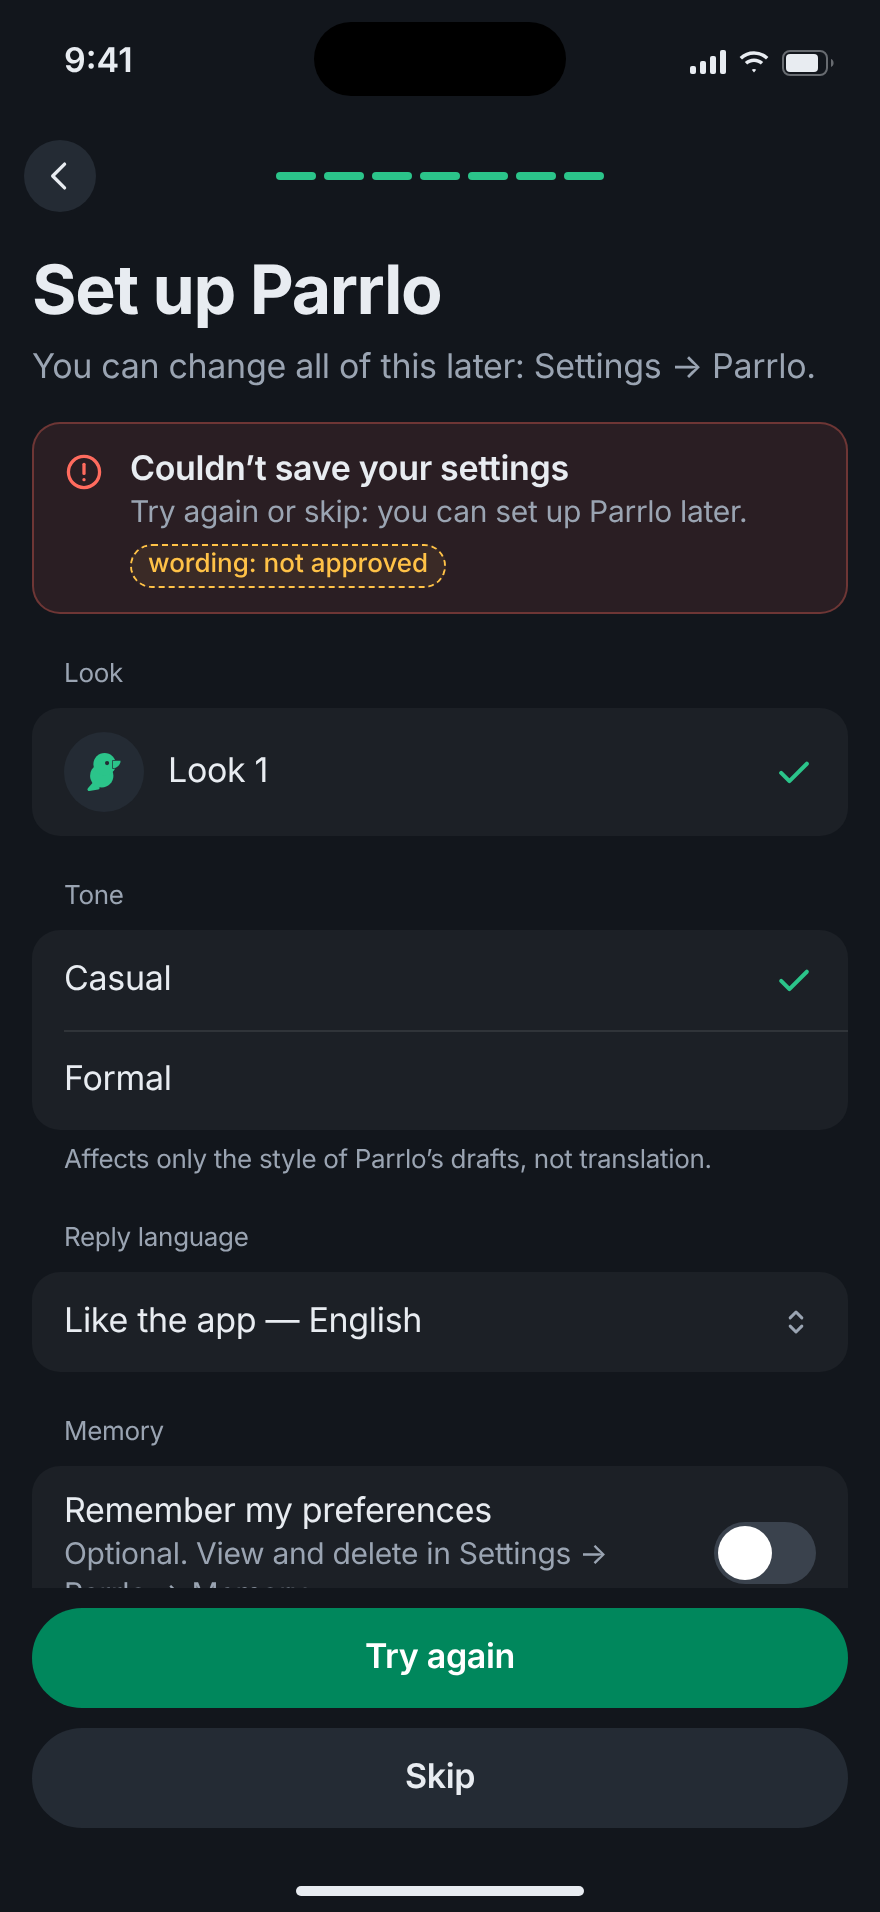 9:41
Set up Parrlo
You can change all of this later: Settings → Parrlo.
Couldn’t save your settings
Try again or skip: you can set up Parrlo later.
wording: not approved
Look
Look 1
Tone
Casual
Formal
Affects only the style of Parrlo’s drafts, not translation.
Reply language
Like the app — English
Memory
Remember my preferences
Optional. View and delete in Settings →
Try again
Skip